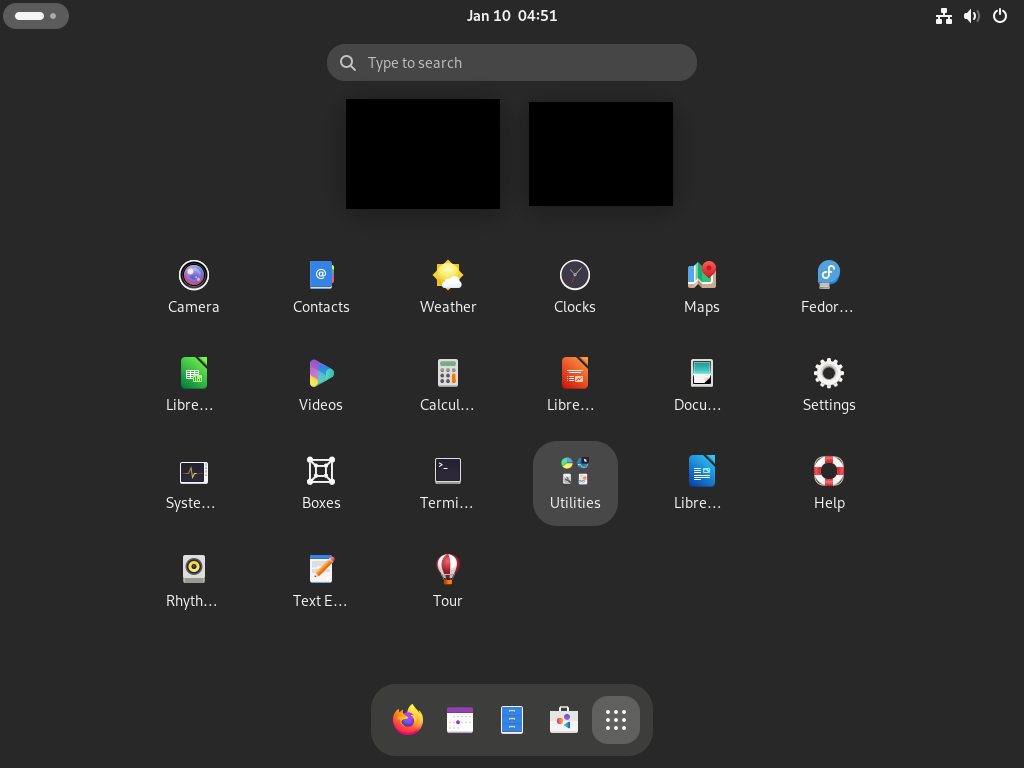 Jan 10 04:51
Type to search
Camera
Contacts
Weather
Clocks
Maps
Fedor...
Libre...
Videos
Calcul...
Libre...
Docu...
Settings
Syste...
Boxes
Termi...
Utilities
Libre...
Help
Rhyth...
Text E...
Tour